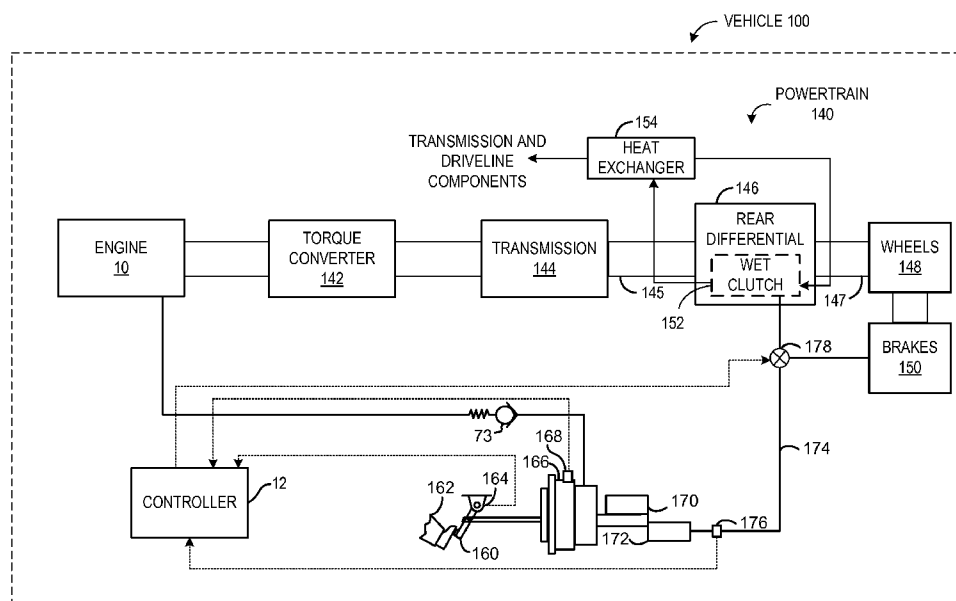 VEHICLE 100
POWERTRAIN
140
154
HEAT
EXCHANGER
TRANSMISSION AND
DRIVELINE
COMPONENTS
146
ENGINE
10
TORQUE
CONVERTER
142
TRANSMISSION
144
REAR
DIFFERENTIAL
WET
CLUTCH
WHEELS
148
145
152
147
178
BRAKES
150
73
168
166
174
CONTROLLER
12
162
164
170
176
172
160